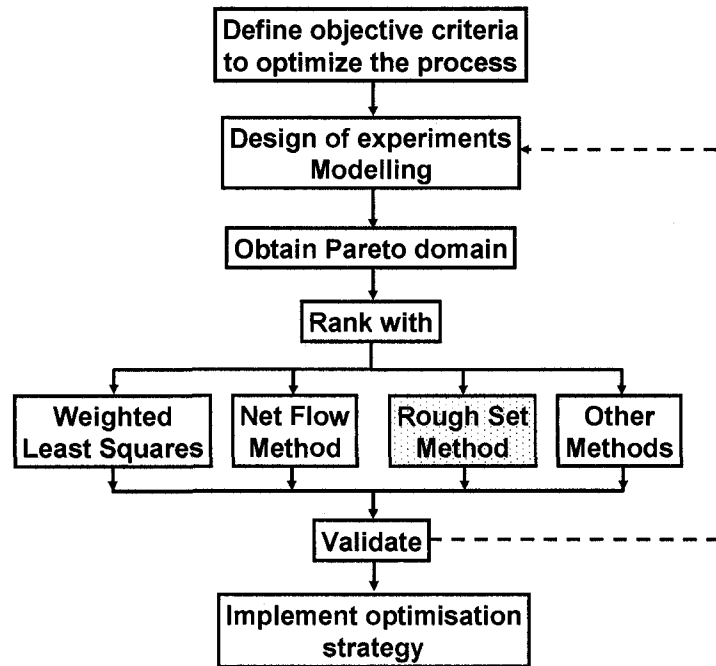 Define objective criteria
to optimize the process
Design of experiments
Modelling
Obtain Pareto domain
Rank with
Weighted
Least Squares
Net Flow
Method
Rough Set
Method
Other
Methods
Validate
Implement optimisation
strategy